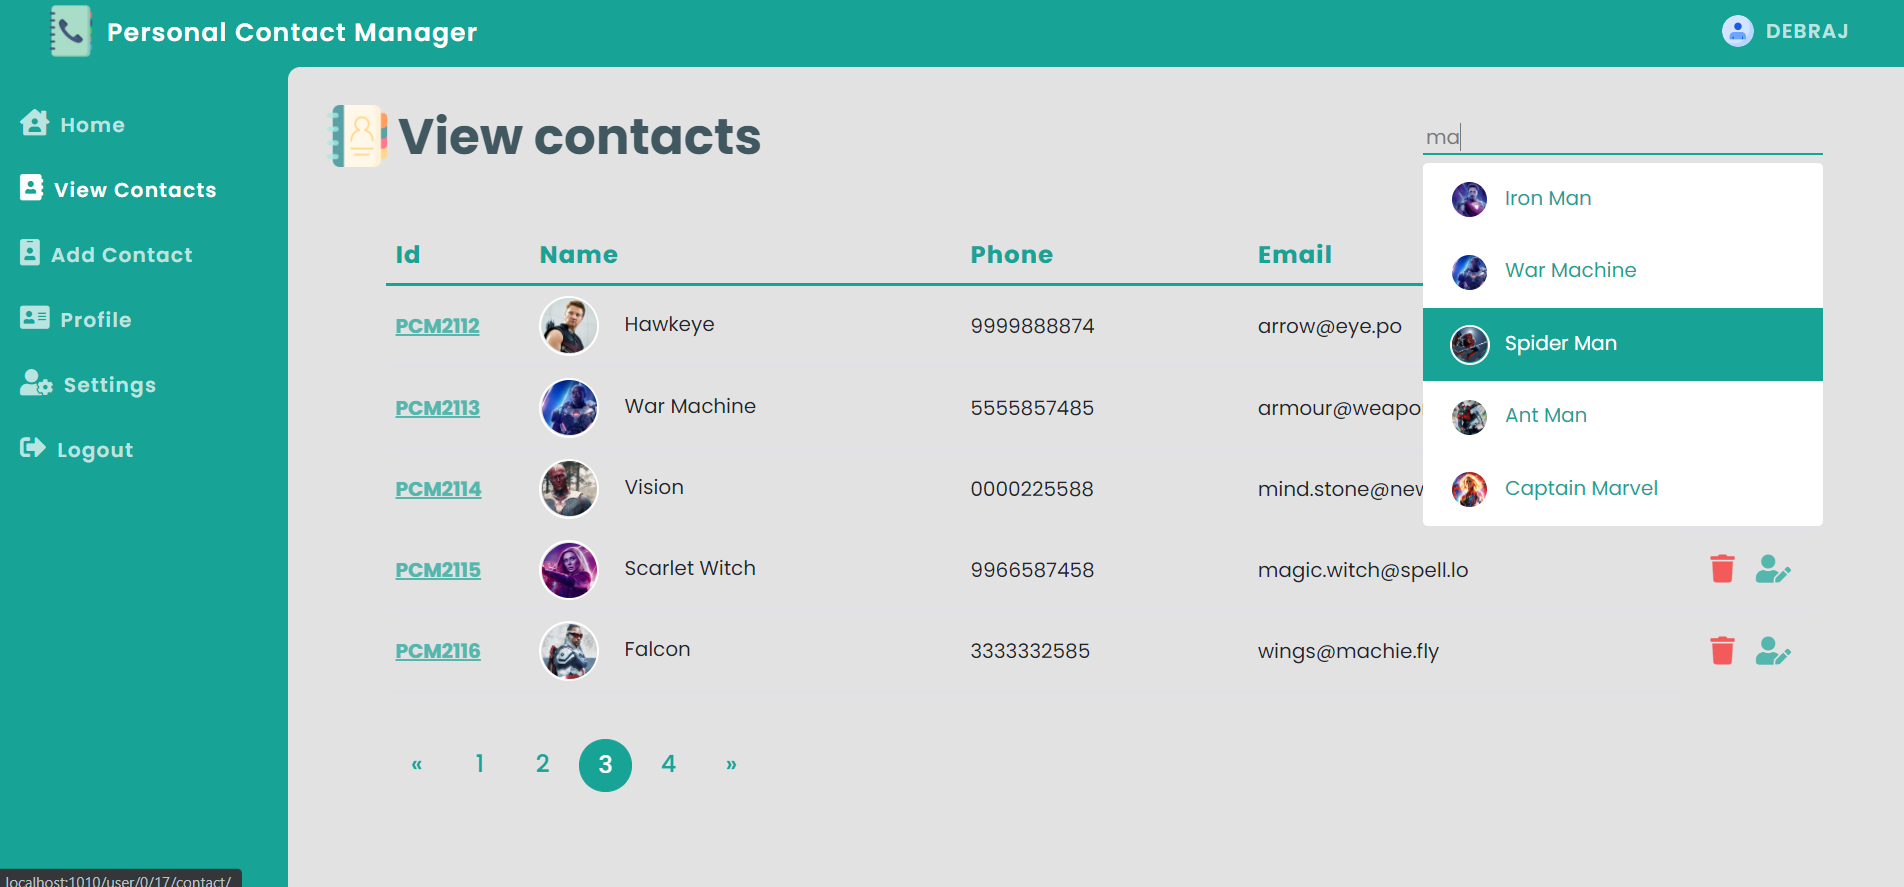 Personal Contact Manager
DEBRAJ
Home
View Contacts
Add Contact
Profile
Settings
Logout
View contacts
ma
Iron Man
War Machine
Spider Man
Ant Man
Captain Marvel
Id Name Phone Email
PCM2112 Hawkeye 9999888874 arrow@eye.po
PCM2113 War Machine 5555857485 armour@weapo
PCM2114 Vision 0000225588 mind.stone@new
PCM2115 Scarlet Witch 9966587458 magic.witch@spell.lo
PCM2116 Falcon 3333332585 wings@machie.fly
« 1 2 3 4 »
localhost:1010/user/0/17/contact/